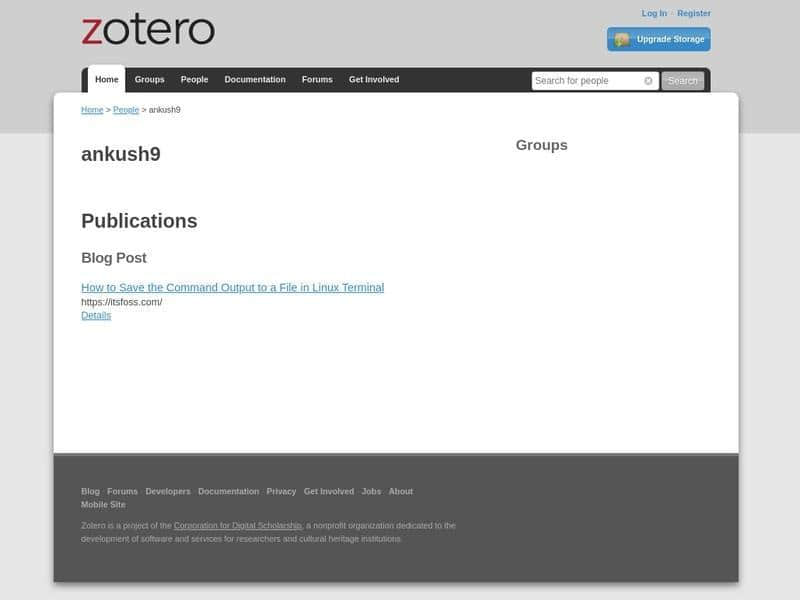 zotero
Log In · Register
Upgrade Storage
Home Groups People Documentation Forums Get Involved
Search for people
Search
Home > People > ankush9
ankush9
Groups
Publications
Blog Post
How to Save the Command Output to a File in Linux Terminal
https://itsfoss.com/
Details
Blog Forums Developers Documentation Privacy Get Involved Jobs About
Mobile Site
Zotero is a project of the Corporation for Digital Scholarship, a nonprofit organization dedicated to the
development of software and services for researchers and cultural heritage institutions.